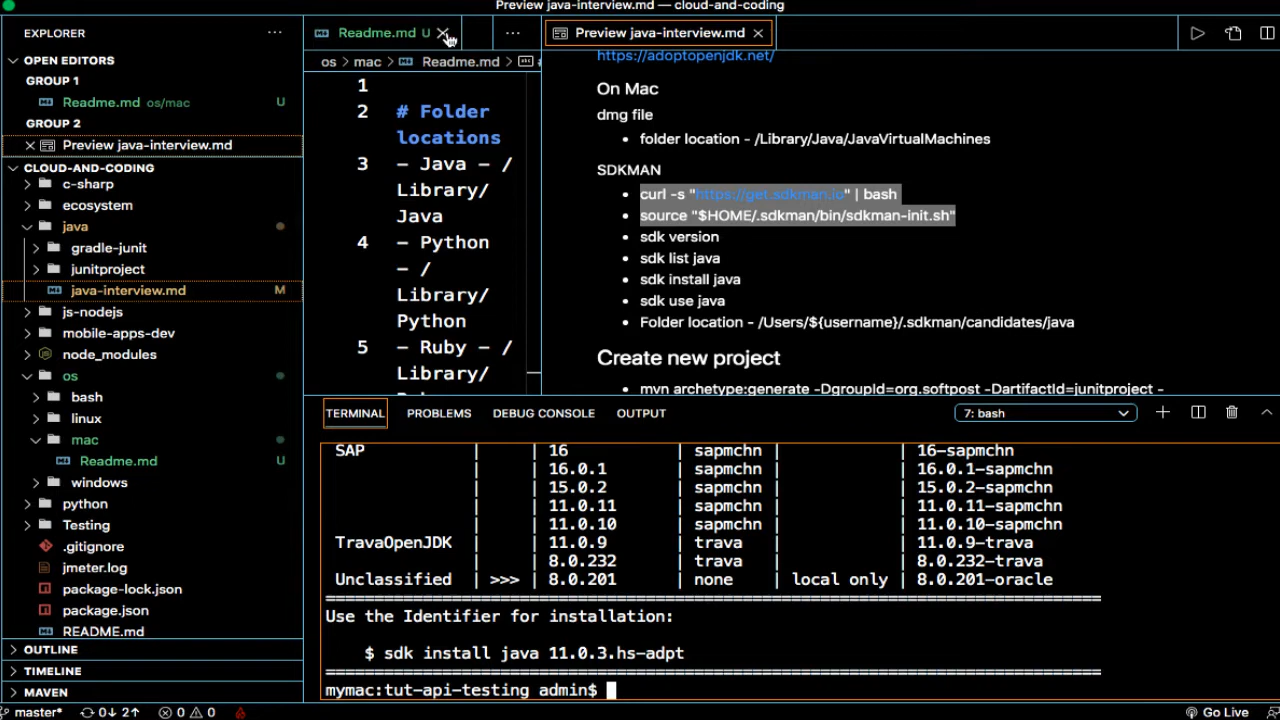 Preview java-interview.md — cloud-and-coding
EXPLORER
OPEN EDITORS
GROUP 1
Readme.md os/mac U
GROUP 2
Preview java-interview.md
CLOUD-AND-CODING
c-sharp
ecosystem
java
gradle-junit
junitproject
java-interview.md M
js-nodejs
mobile-apps-dev
node_modules
os
bash
linux
mac
Readme.md U
windows
python
Testing
.gitignore
jmeter.log
package-lock.json
package.json
README.md
OUTLINE
TIMELINE
MAVEN
Readme.md U
os > mac > Readme.md >
1
2 # Folder
locations
3 - Java - /
Library/
Java
4 - Python
- /
Library/
Python
5 - Ruby - /
Library/
Preview java-interview.md
https://adoptopenjdk.net/
On Mac
dmg file
• folder location - /Library/Java/JavaVirtualMachines
SDKMAN
• curl -s "https://get.sdkman.io" | bash
• source "$HOME/.sdkman/bin/sdkman-init.sh"
• sdk version
• sdk list java
• sdk install java
• sdk use java
• Folder location - /Users/${username}/.sdkman/candidates/java
Create new project
• mvn archetype:generate -DgroupId=org.softpost -DartifactId=junitproject -
TERMINAL PROBLEMS DEBUG CONSOLE OUTPUT 7: bash
SAP | | 16 | sapmchn | | 16-sapmchn
| | 16.0.1 | sapmchn | | 16.0.1-sapmchn
| | 15.0.2 | sapmchn | | 15.0.2-sapmchn
| | 11.0.11 | sapmchn | | 11.0.11-sapmchn
| | 11.0.10 | sapmchn | | 11.0.10-sapmchn
TravaOpenJDK | | 11.0.9 | trava | | 11.0.9-trava
| | 8.0.232 | trava | | 8.0.232-trava
Unclassified | >>> | 8.0.201 | none | local only | 8.0.201-oracle
================================================================================
Use the Identifier for installation:
$ sdk install java 11.0.3.hs-adpt
================================================================================
mymac:tut-api-testing admin$
master* 0↓ 2↑ 0 0 Go Live